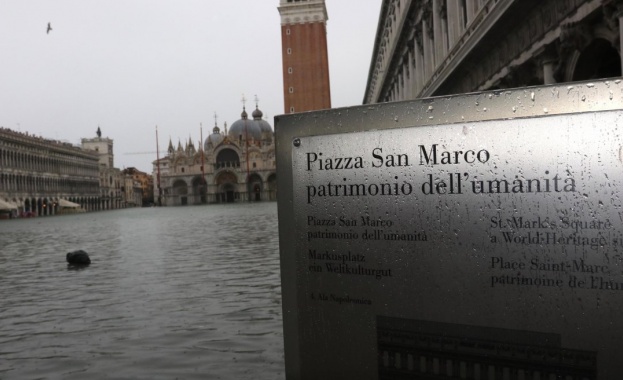 Piazza San Marco
patrimonio dell'umanità
Piazza San Marco
patrimonio dell'umanità
Markusplatz
ein Weltkulturgut
St. Mark's Square
a World Heritage
Place Saint-Marc
patrimoine de